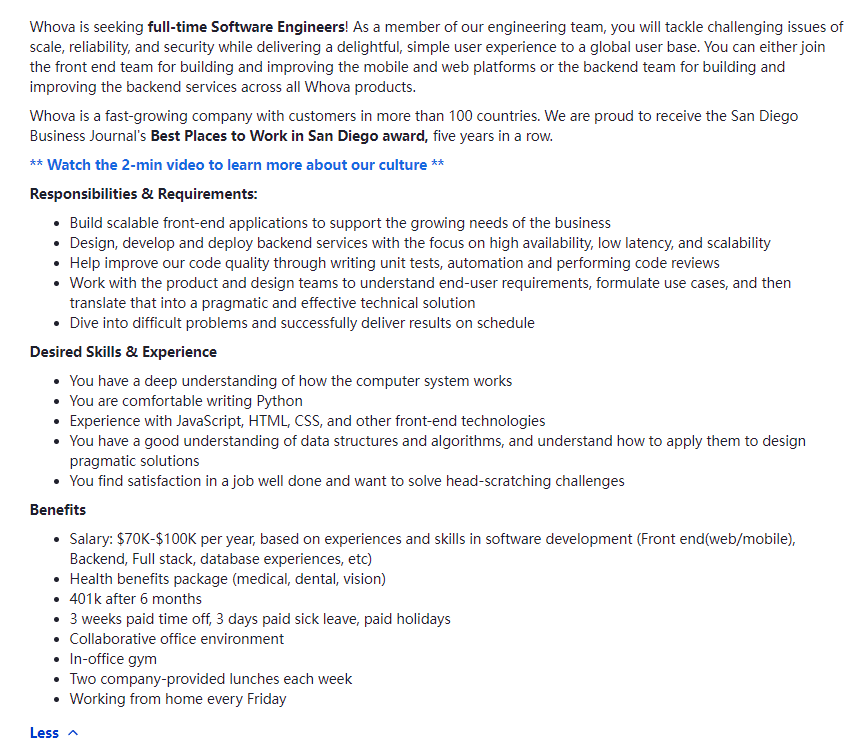 Whova is seeking full-time Software Engineers! As a member of our engineering team, you will tackle challenging issues of
scale, reliability, and security while delivering a delightful, simple user experience to a global user base. You can either join
the front end team for building and improving the mobile and web platforms or the backend team for building and
improving the backend services across all Whova products.
Whova is a fast-growing company with customers in more than 100 countries. We are proud to receive the San Diego
Business Journal's Best Places to Work in San Diego award, five years in a row.
** Watch the 2-min video to learn more about our culture **
Responsibilities & Requirements:
• Build scalable front-end applications to support the growing needs of the business
• Design, develop and deploy backend services with the focus on high availability, low latency, and scalability
• Help improve our code quality through writing unit tests, automation and performing code reviews
• Work with the product and design teams to understand end-user requirements, formulate use cases, and then
translate that into a pragmatic and effective technical solution
• Dive into difficult problems and successfully deliver results on schedule
Desired Skills & Experience
• You have a deep understanding of how the computer system works
• You are comfortable writing Python
• Experience with JavaScript, HTML, CSS, and other front-end technologies
• You have a good understanding of data structures and algorithms, and understand how to apply them to design
pragmatic solutions
• You find satisfaction in a job well done and want to solve head-scratching challenges
Benefits
• Salary: $70K-$100K per year, based on experiences and skills in software development (Front end(web/mobile),
Backend, Full stack, database experiences, etc)
• Health benefits package (medical, dental, vision)
• 401k after 6 months
• 3 weeks paid time off, 3 days paid sick leave, paid holidays
• Collaborative office environment
• In-office gym
• Two company-provided lunches each week
• Working from home every Friday
Less